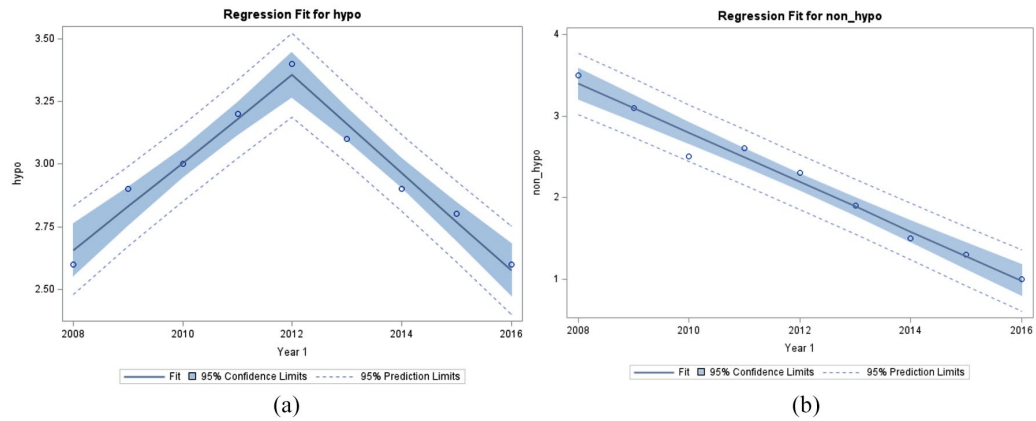 Regression Fit for hypo
3.50
3.25
3.00
2.75
2.50
hypo
2008 2010 2012 2014 2016
Year 1
Fit 95% Confidence Limits 95% Prediction Limits
(a)
Regression Fit for non_hypo
4
3
2
1
non_hypo
2008 2010 2012 2014 2016
Year 1
Fit 95% Confidence Limits 95% Prediction Limits
(b)